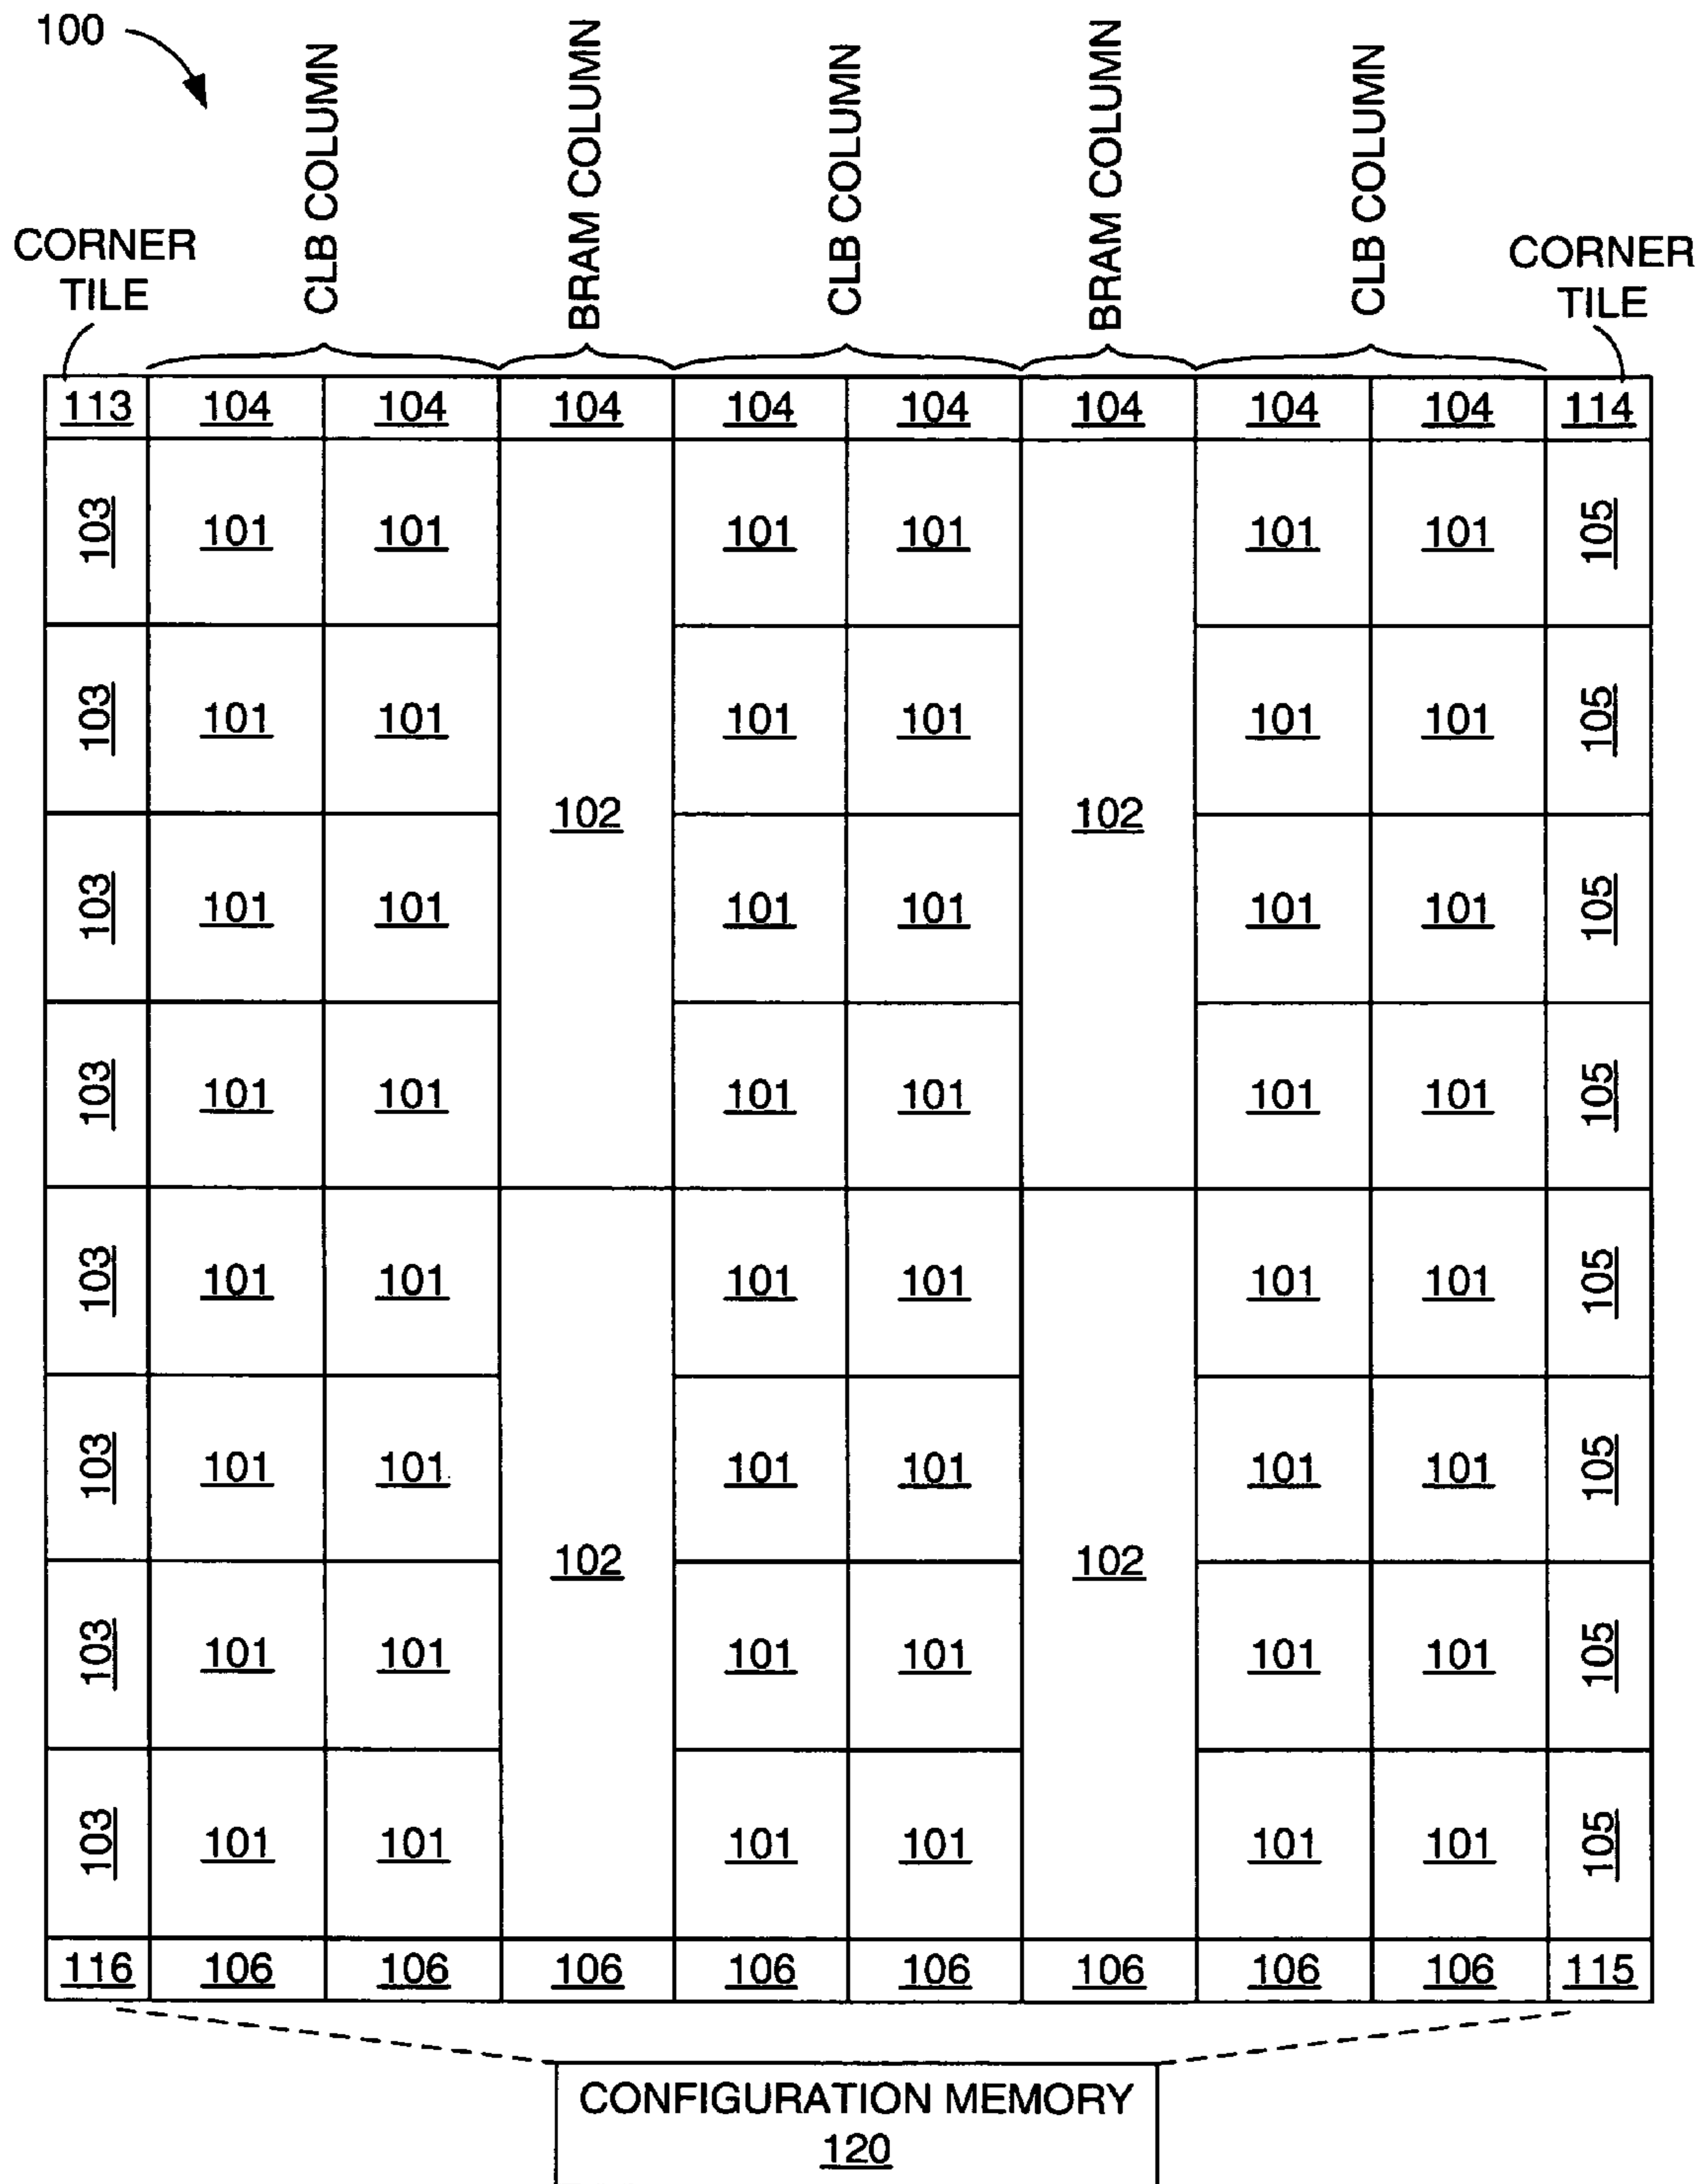 100
CLB COLUMN
BRAM COLUMN
CLB COLUMN
BRAM COLUMN
CLB COLUMN
CORNER
TILE
CORNER
TILE
113 104 104 104 104 104 104 104 104 114
103 101 101 101 101 101 101 105
103 101 101 101 101 101 101 105
102 102
103 101 101 101 101 101 101 105
103 101 101 101 101 101 101 105
103 101 101 101 101 101 101 105
103 101 101 101 101 101 101 105
102 102
103 101 101 101 101 101 101 105
103 101 101 101 101 101 101 105
116 106 106 106 106 106 106 106 106 115
CONFIGURATION MEMORY
120